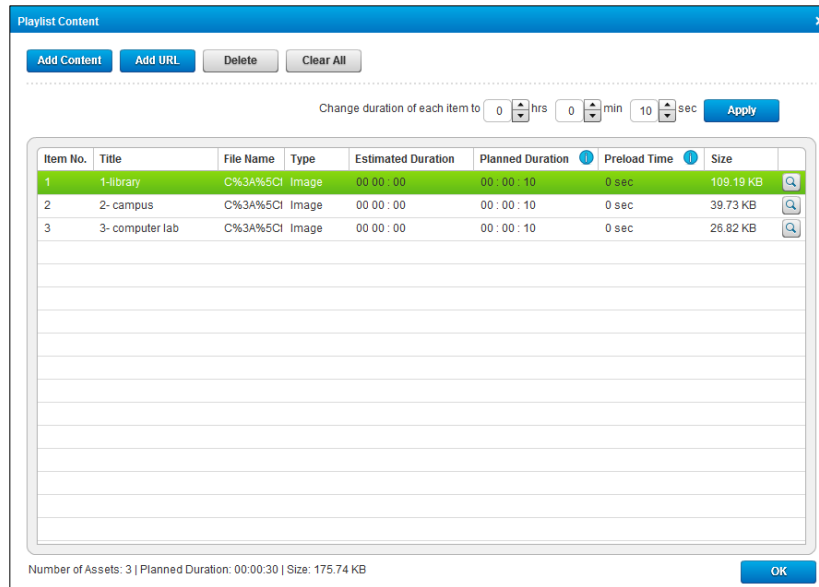 Playlist Content
Add Content Add URL Delete Clear All
Change duration of each item to 0 hrs 0 min 10 sec Apply
Item No. Title File Name Type Estimated Duration Planned Duration Preload Time Size
1 1-library C%3A%5Cl Image 00 00 : 00 00 : 00 : 10 0 sec 109.19 KB
2 2- campus C%3A%5Cl Image 00 00 : 00 00 : 00 : 10 0 sec 39.73 KB
3 3- computer lab C%3A%5Cl Image 00 00 : 00 00 : 00 : 10 0 sec 26.82 KB
Number of Assets: 3 | Planned Duration: 00:00:30 | Size: 175.74 KB
OK